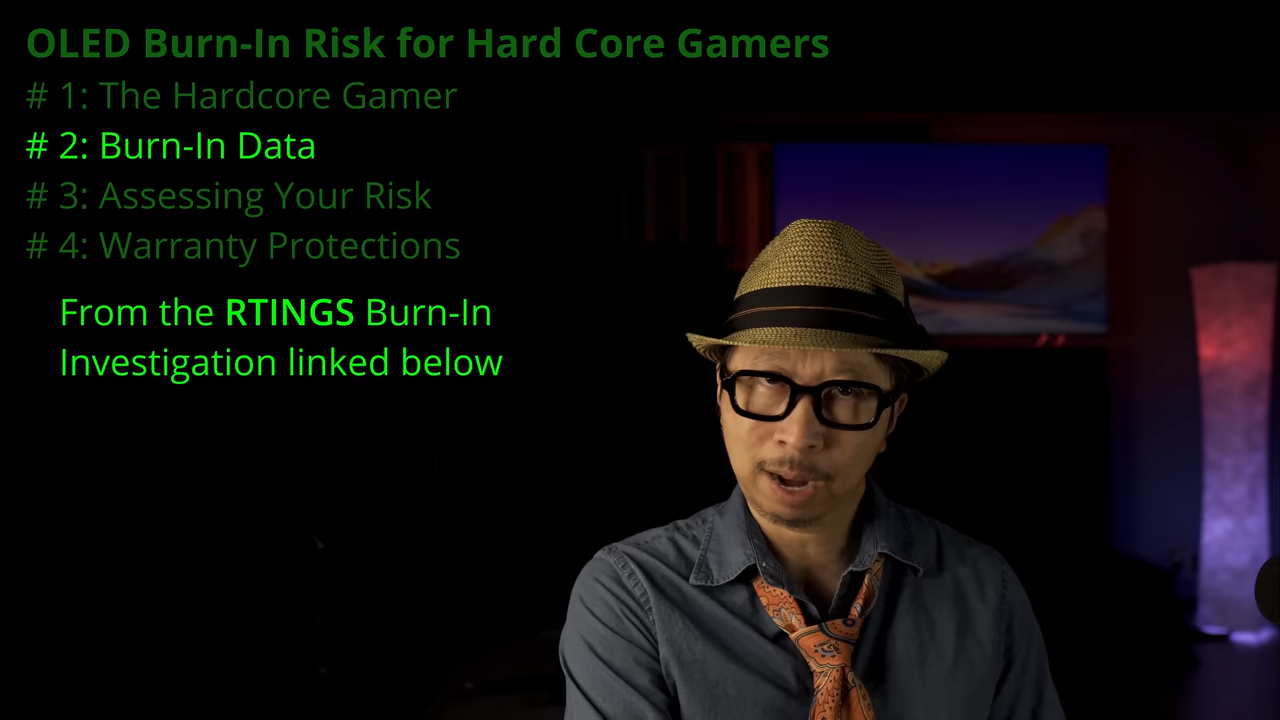 OLED Burn-In Risk for Hard Core Gamers
# 1: The Hardcore Gamer
# 2: Burn-In Data
# 3: Assessing Your Risk
# 4: Warranty Protections
From the RTINGS Burn-In
Investigation linked below